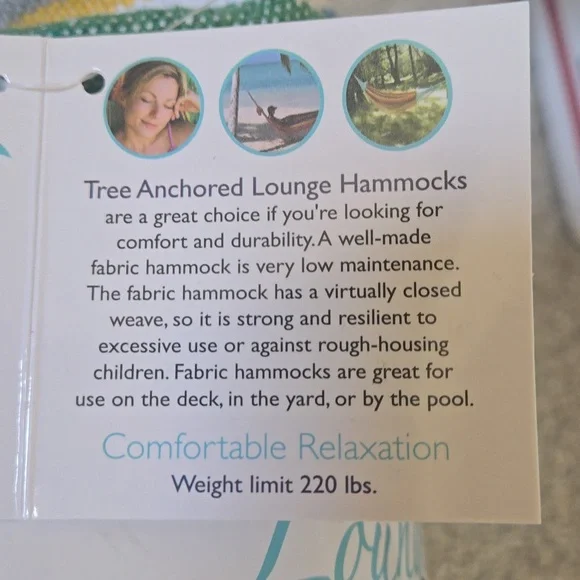 Tree Anchored Lounge Hammocks
are a great choice if you're looking for
comfort and durability. A well-made
fabric hammock is very low maintenance.
The fabric hammock has a virtually closed
weave, so it is strong and resilient to
excessive use or against rough-housing
children. Fabric hammocks are great for
use on the deck, in the yard, or by the pool.
Comfortable Relaxation
Weight limit 220 lbs.